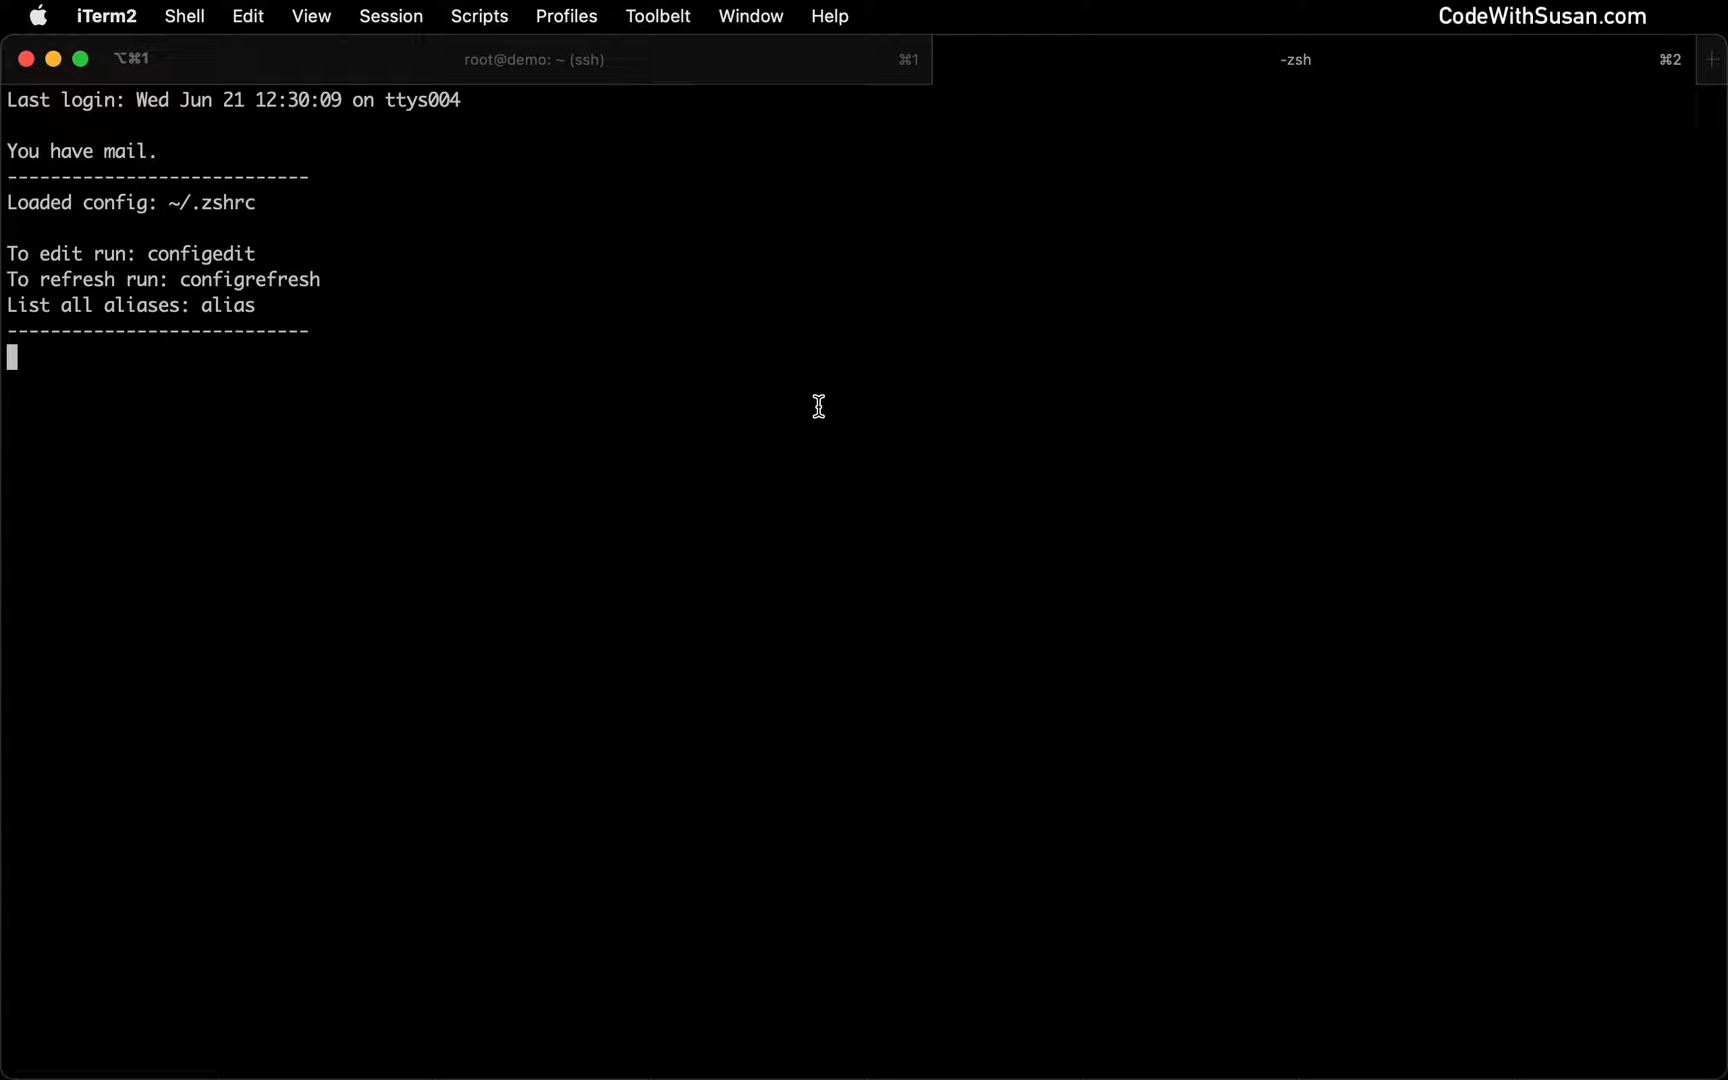 iTerm2 Shell Edit View Session Scripts Profiles Toolbelt Window Help CodeWithSusan.com
⌥⌘1 root@demo: ~ (ssh) ⌘1 -zsh ⌘2 +
Last login: Wed Jun 21 12:30:09 on ttys004
You have mail.
----------------------------
Loaded config: ~/.zshrc
To edit run: configedit
To refresh run: configrefresh
List all aliases: alias
----------------------------